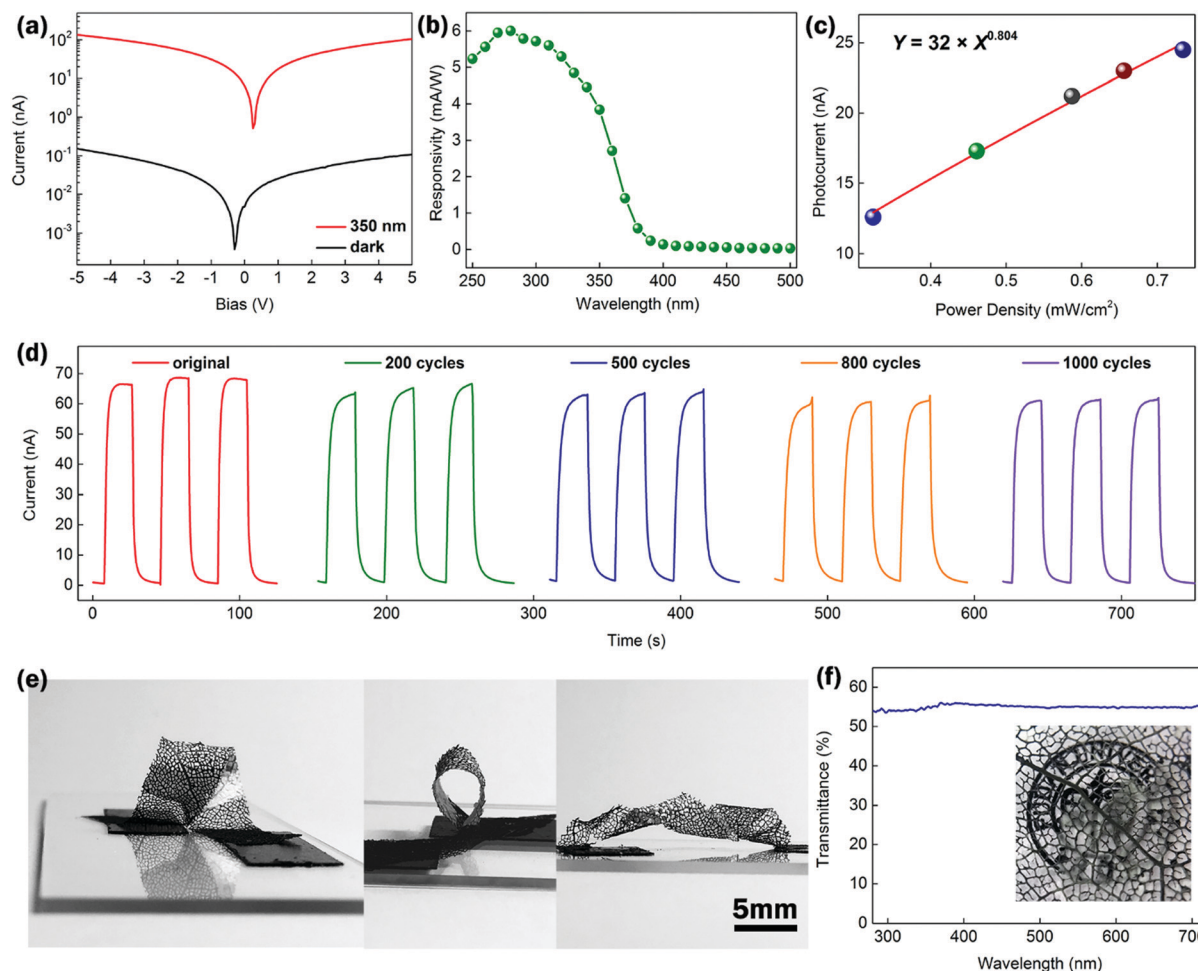 (a)
10²
10¹
10⁰
10⁻¹
10⁻²
10⁻³
Current (nA)
350 nm
dark
-5 -4 -3 -2 -1 0 1 2 3 4 5
Bias (V)
(b)
6
5
4
3
2
1
0
Responsivity (mA/W)
250 300 350 400 450 500
Wavelength (nm)
(c)
Y = 32 × X^0.804
25
20
15
10
Photocurrent (nA)
0.4 0.5 0.6 0.7
Power Density (mW/cm²)
(d)
original 200 cycles 500 cycles 800 cycles 1000 cycles
70
60
50
40
30
20
10
0
Current (nA)
0 100 200 300 400 500 600 700
Time (s)
(e)
5mm
(f)
60
50
40
30
20
10
0
Transmittance (%)
300 400 500 600 700
Wavelength (nm)